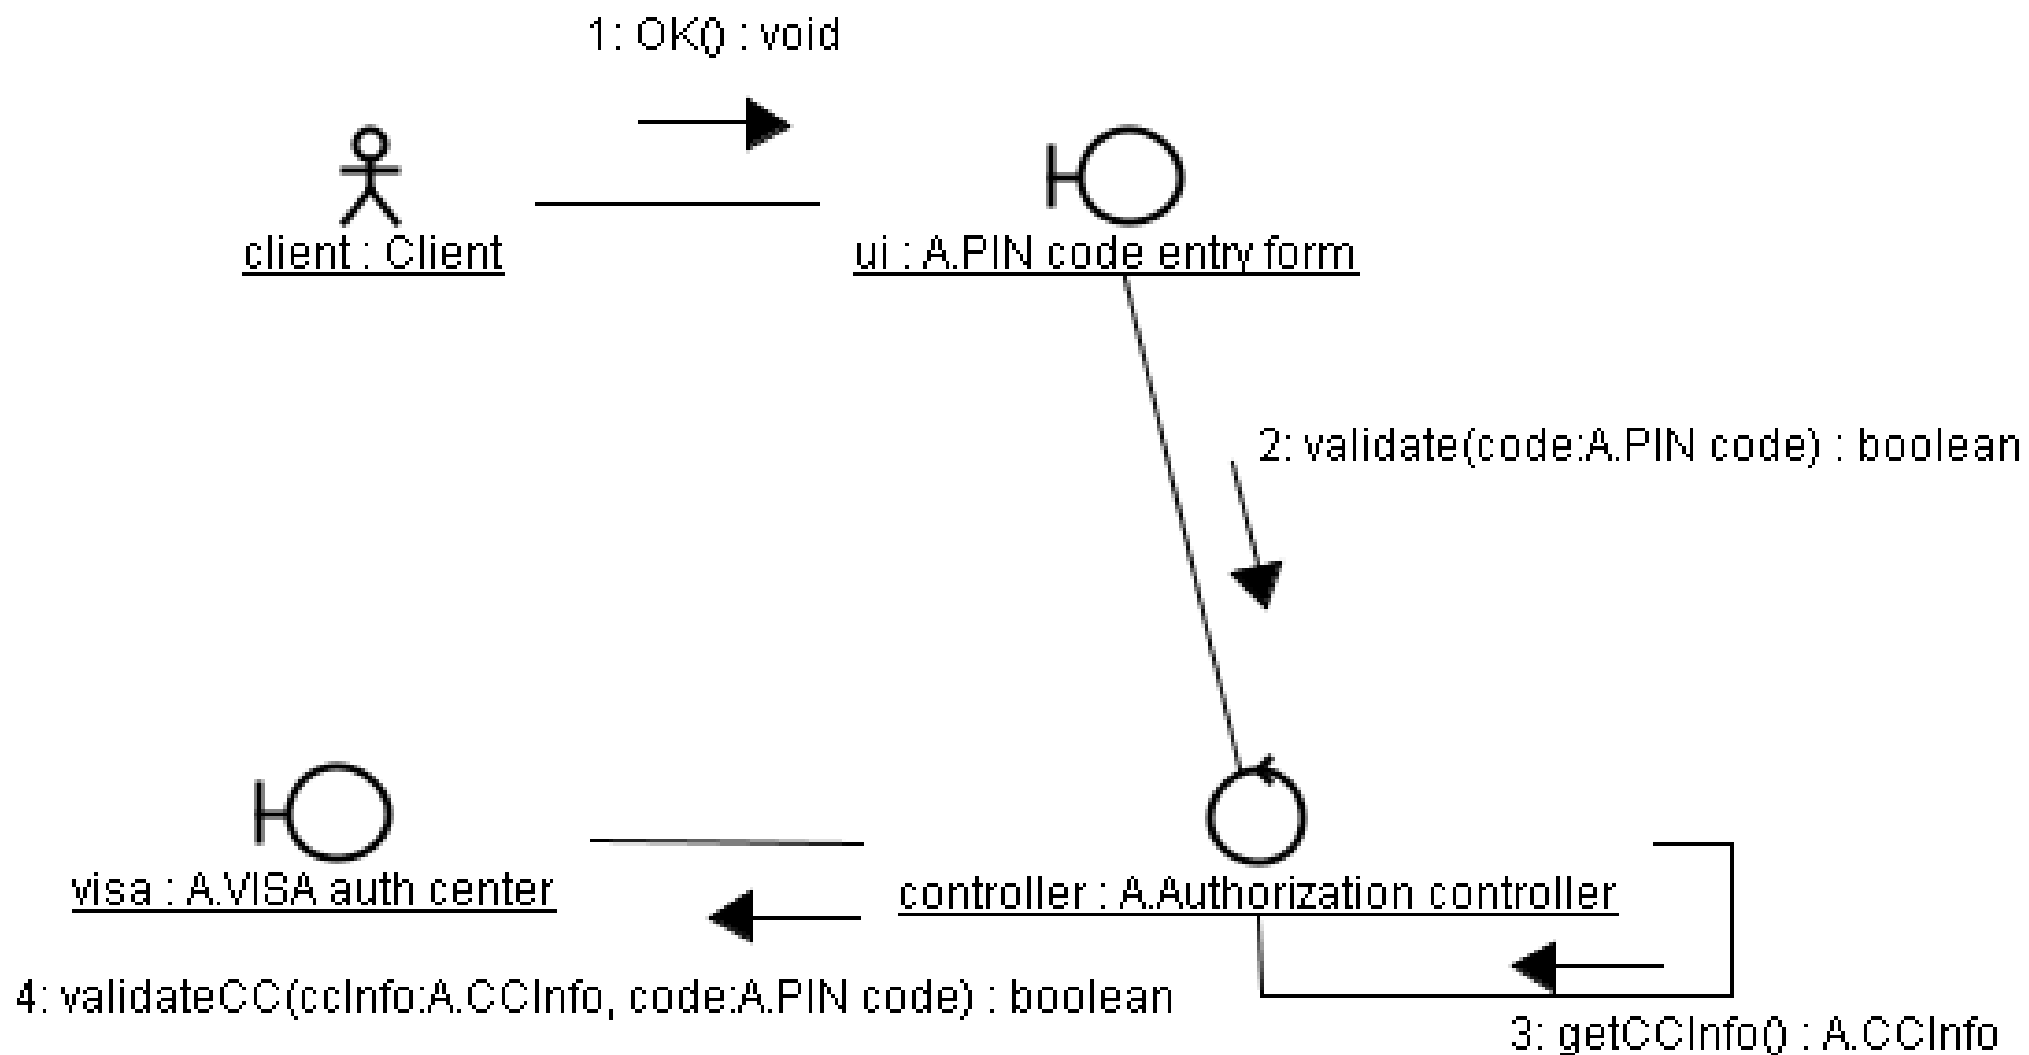 1: OK() : void
client : Client
ui : A.PIN code entry form
2: validate(code:A.PIN code) : boolean
visa : A.VISA auth center
controller : A.Authorization controller
4: validateCC(ccInfo:A.CCInfo, code:A.PIN code) : boolean
3: getCCInfo() : A.CCInfo